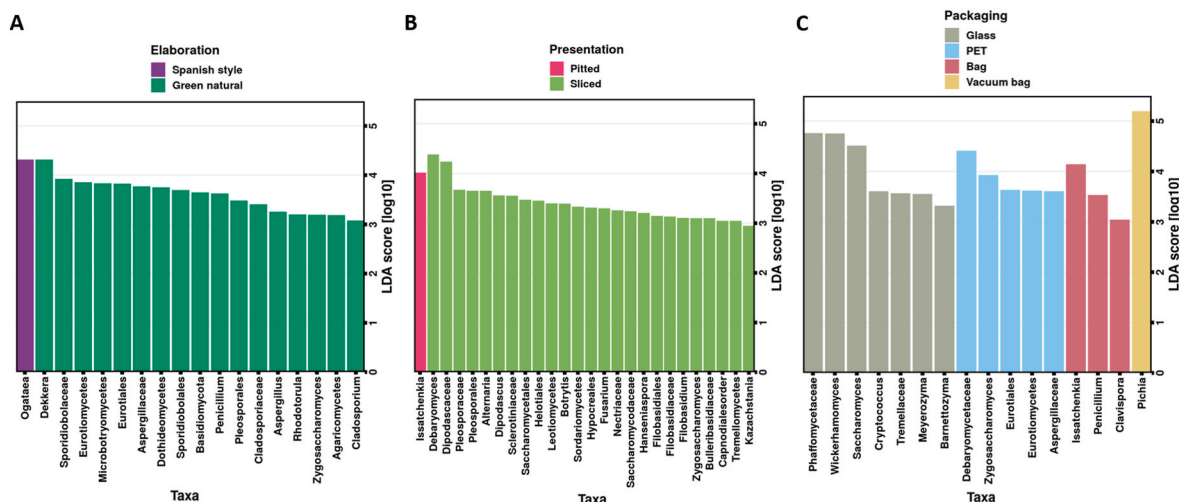 A
Elaboration
Spanish style
Green natural
5
4
3
2
1
0
LDA score [log10]
Ogataea
Dekkera
Sporidiobolaceae
Eurotiomycetes
Microbotryomycetes
Eurotiales
Aspergillaceae
Dothideomycetes
Sporidiobolales
Basidiomycota
Penicillium
Pleosporales
Cladosporiaceae
Aspergillus
Rhodotorula
Zygosaccharomyces
Agaricomycetes
Cladosporium
Taxa
B
Presentation
Pitted
Sliced
5
4
3
2
1
0
LDA score [log10]
Issatchenkia
Debaryomyces
Dipodascaceae
Pleosporaceae
Pleosporales
Alternaria
Dipodascus
Sclerotiniaceae
Saccharomycetales
Helotiales
Leotiomycetes
Botrytis
Sordariomycetes
Hypocreales
Fusarium
Nectriaceae
Saccharomycodaceae
Hanseniaspora
Filobasidiales
Filobasidiaceae
Filobasidium
Zygosaccharomyces
Bulleribasidiaceae
Capnodialesorder
Tremellomycetes
Kazachstania
Taxa
C
Packaging
Glass
PET
Bag
Vacuum bag
5
4
3
2
1
0
LDA score [log10]
Phaffomycetaceae
Wickerhamomyces
Saccharomyces
Cryptococcus
Tremellaceae
Meyerozyma
Barnettozyma
Debaryomycetaceae
Zygosaccharomyces
Eurotiales
Eurotiomycetes
Aspergillaceae
Issatchenkia
Penicillium
Clavispora
Pichia
Taxa